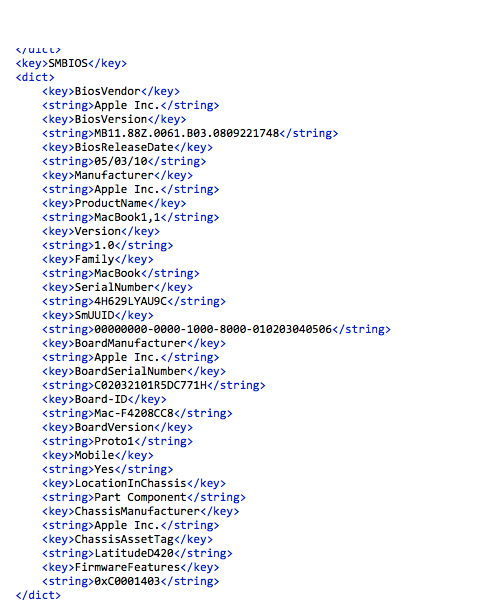 </dict>
<key>SMBIOS</key>
<dict>
<key>BiosVendor</key>
<string>Apple Inc.</string>
<key>BiosVersion</key>
<string>MB11.88Z.0061.B03.0809221748</string>
<key>BiosReleaseDate</key>
<string>05/03/10</string>
<key>Manufacturer</key>
<string>Apple Inc.</string>
<key>ProductName</key>
<string>MacBook1,1</string>
<key>Version</key>
<string>1.0</string>
<key>Family</key>
<string>MacBook</string>
<key>SerialNumber</key>
<string>4H629LYAU9C</string>
<key>SmUUID</key>
<string>00000000-0000-1000-8000-010203040506</string>
<key>BoardManufacturer</key>
<string>Apple Inc.</string>
<key>BoardSerialNumber</key>
<string>C02032101R5DC771H</string>
<key>Board-ID</key>
<string>Mac-F4208CC8</string>
<key>BoardVersion</key>
<string>Proto1</string>
<key>Mobile</key>
<string>Yes</string>
<key>LocationInChassis</key>
<string>Part Component</string>
<key>ChassisManufacturer</key>
<string>Apple Inc.</string>
<key>ChassisAssetTag</key>
<string>LatitudeD420</string>
<key>FirmwareFeatures</key>
<string>0xC0001403</string>
</dict>